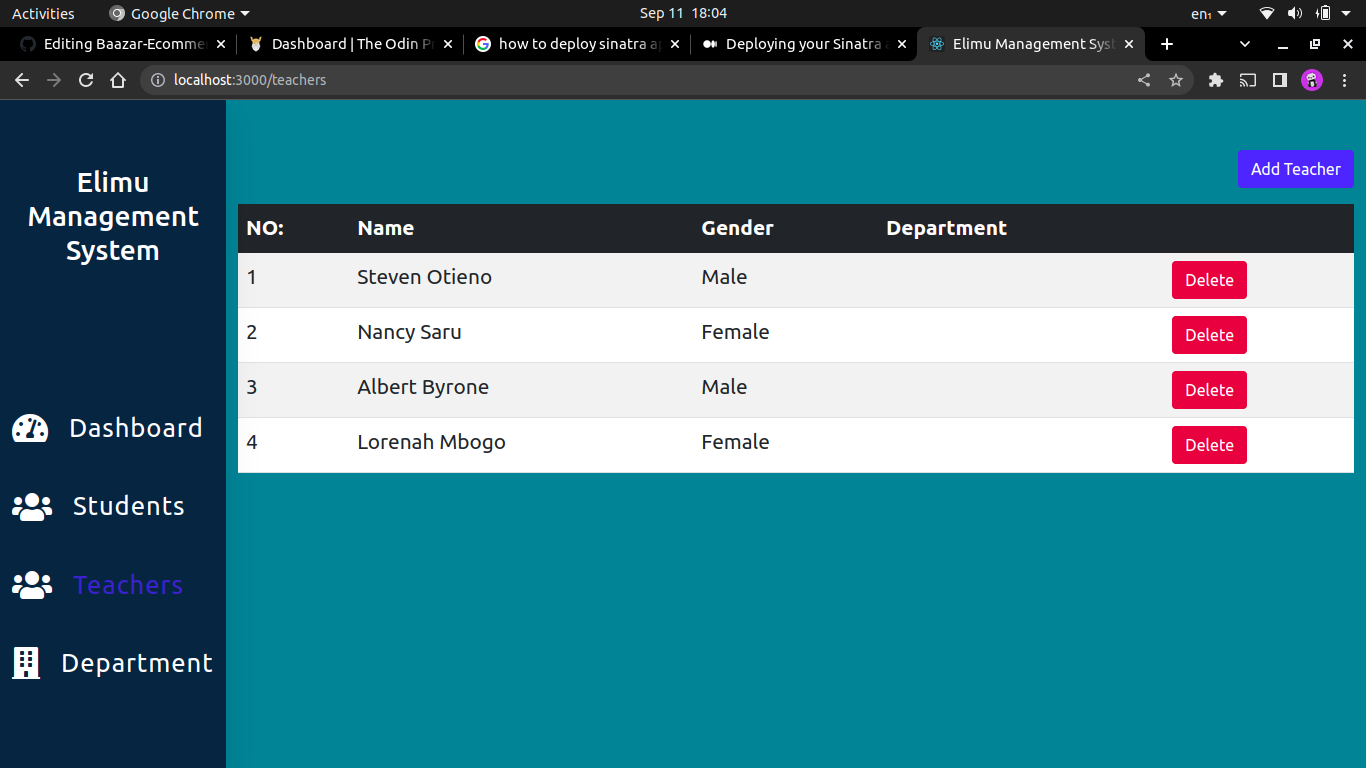 Activities Google Chrome Sep 11 18:04 en₁
Editing Baazar-Ecomme Dashboard | The Odin P how to deploy sinatra ap Deploying your Sinatra a Elimu Management Syst
localhost:3000/teachers
Elimu
Management
System
Dashboard
Students
Teachers
Department
Add Teacher
NO: Name Gender Department
1 Steven Otieno Male Delete
2 Nancy Saru Female Delete
3 Albert Byrone Male Delete
4 Lorenah Mbogo Female Delete